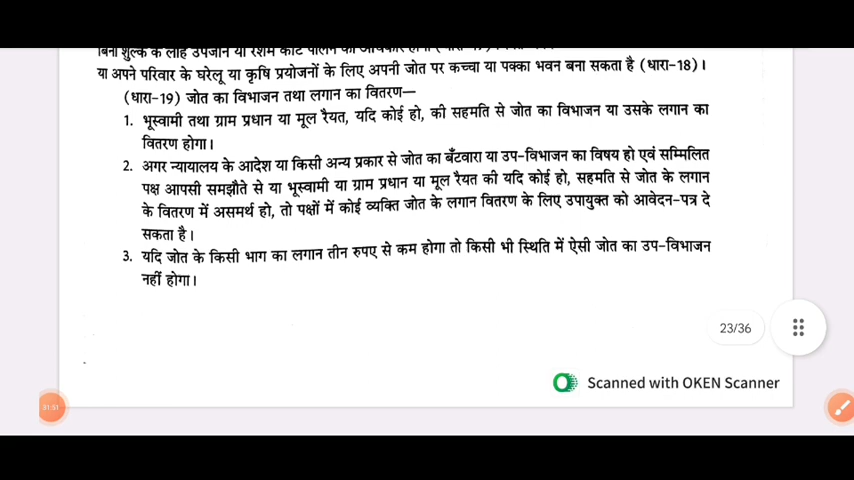 बिना शुल्क के लाह उपजाने या रेशम कीट पालने का
या अपने परिवार के घरेलू या कृषि प्रयोजनों के लिए अपनी जोत पर कच्चा या पक्का भवन बना सकता है (धारा-18)।
(धारा-19) जोत का विभाजन तथा लगान का वितरण—
1. भूस्वामी तथा ग्राम प्रधान या मूल रैयत, यदि कोई हो, की सहमति से जोत का विभाजन या उसके लगान का
वितरण होगा।
2. अगर न्यायालय के आदेश या किसी अन्य प्रकार से जोत का बँटवारा या उप-विभाजन का विषय हो एवं सम्मिलित
पक्ष आपसी समझौते से या भूस्वामी या ग्राम प्रधान या मूल रैयत की यदि कोई हो, सहमति से जोत के लगान
के वितरण में असमर्थ हो, तो पक्षों में कोई व्यक्ति जोत के लगान वितरण के लिए उपायुक्त को आवेदन-पत्र दे
सकता है।
3. यदि जोत के किसी भाग का लगान तीन रुपए से कम होगा तो किसी भी स्थिति में ऐसी जोत का उप-विभाजन
नहीं होगा।
23/36
Scanned with OKEN Scanner